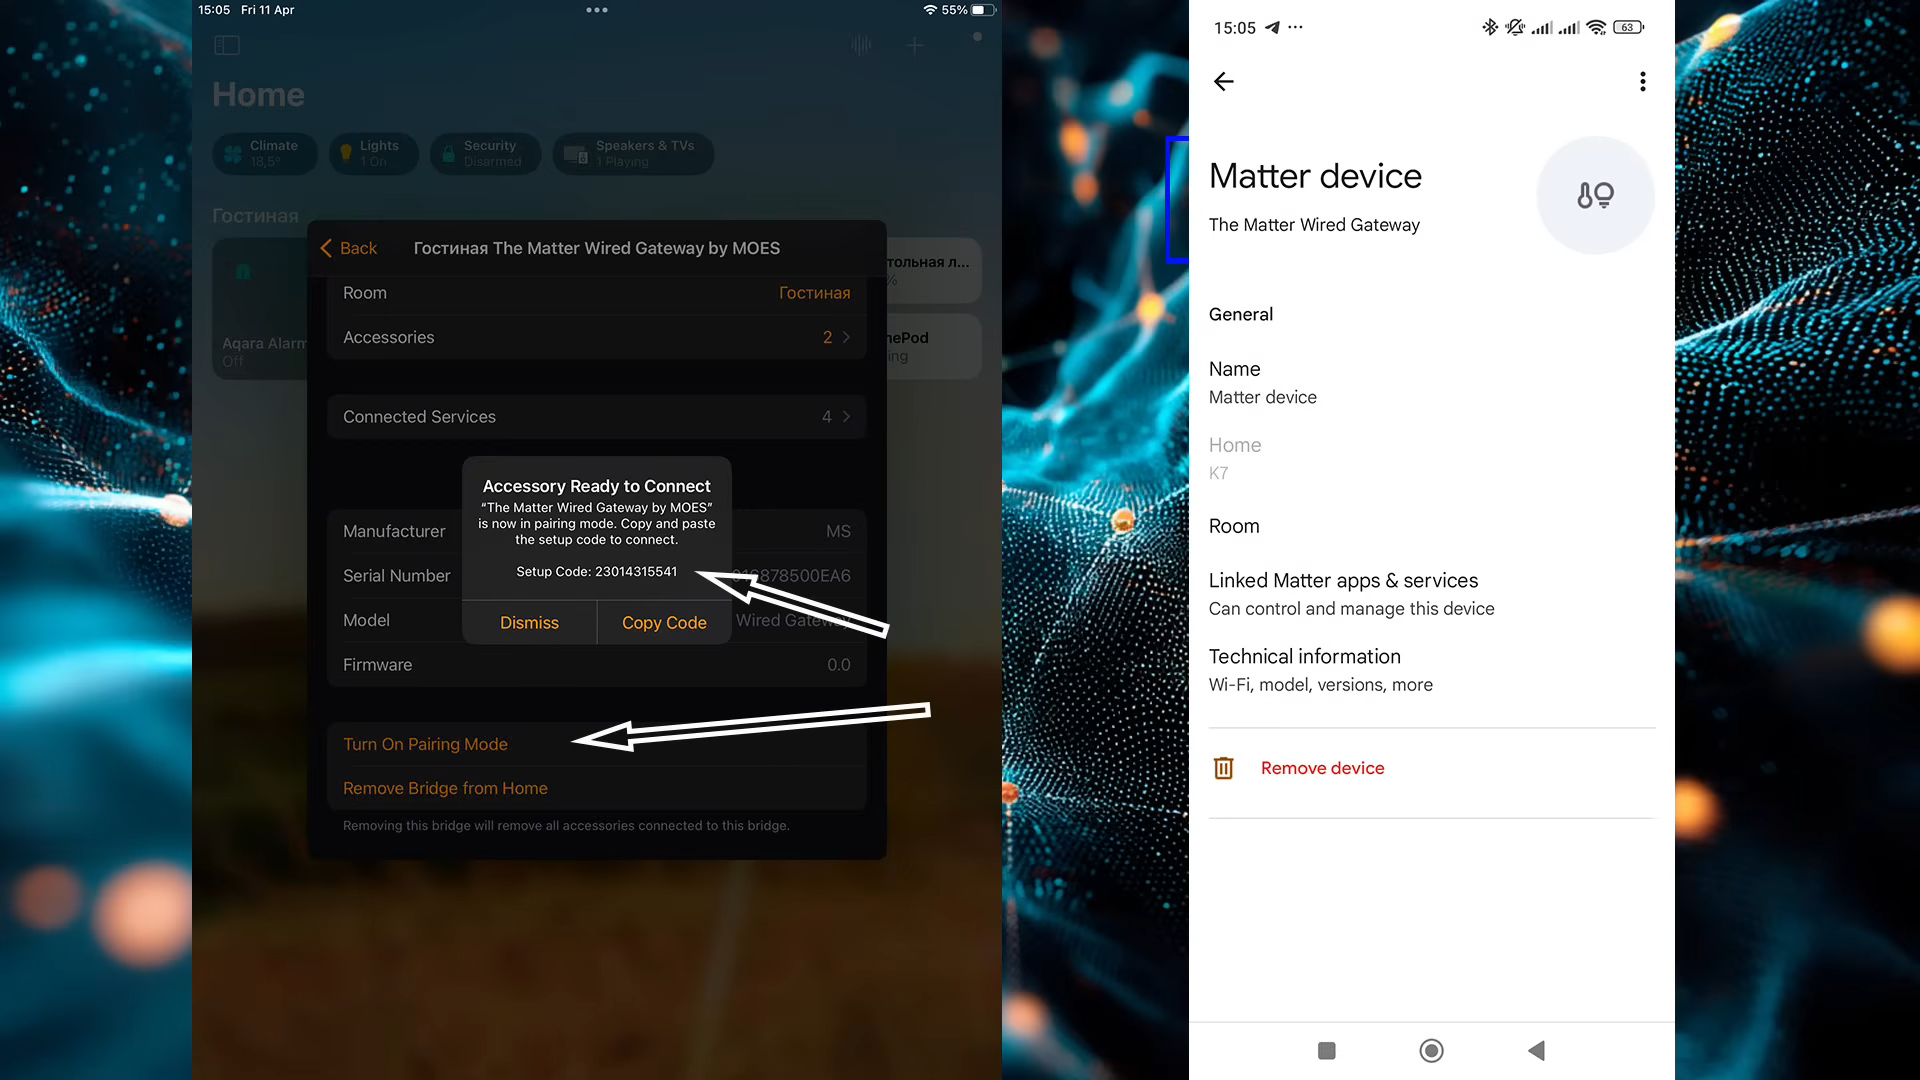 15:05 Fri 11 Apr
55%
Home
Climate
18,5°
Lights
1 On
Security
Disarmed
Speakers & TVs
1 Playing
Гостиная
Aqara Alarm
Off
Back
Гостиная The Matter Wired Gateway by MOES
Room
Гостиная
Accessories
2
Connected Services
4
Accessory Ready to Connect
“The Matter Wired Gateway by MOES”
is now in pairing mode. Copy and paste
the setup code to connect.
Setup Code: 23014315541
Dismiss
Copy Code
Manufacturer
MS
Serial Number
Model
Wired Gateway
Firmware
0.0
Turn On Pairing Mode
Remove Bridge from Home
Removing this bridge will remove all accessories connected to this bridge.
15:05
63
Matter device
The Matter Wired Gateway
General
Name
Matter device
Home
K7
Room
Linked Matter apps & services
Can control and manage this device
Technical information
Wi-Fi, model, versions, more
Remove device